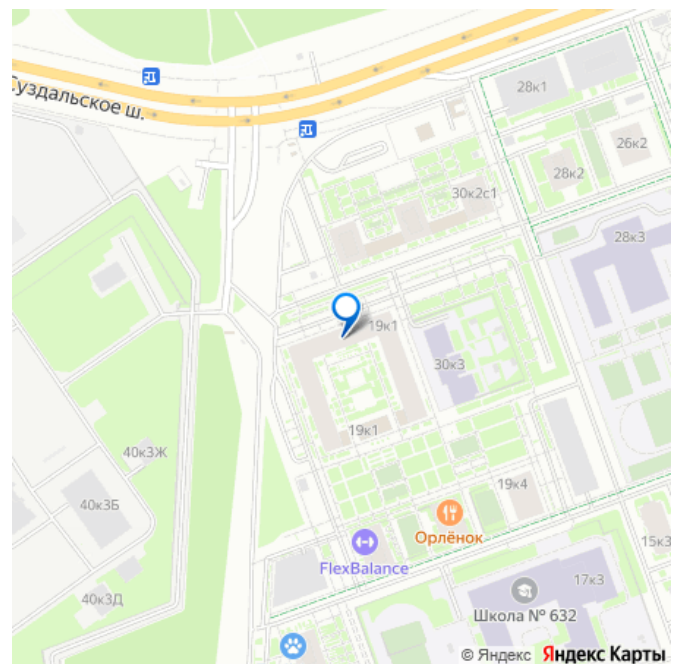 Суздальское ш.
28к1
26к2
28к2
30к2с1
28к3
19к1
30к3
19к1
40к3Ж
40к3Б
19к4
Орлёнок
15к3
FlexBalance
17к3
40к3Д
Школа № 632
© Яндекс Яндекс Карты